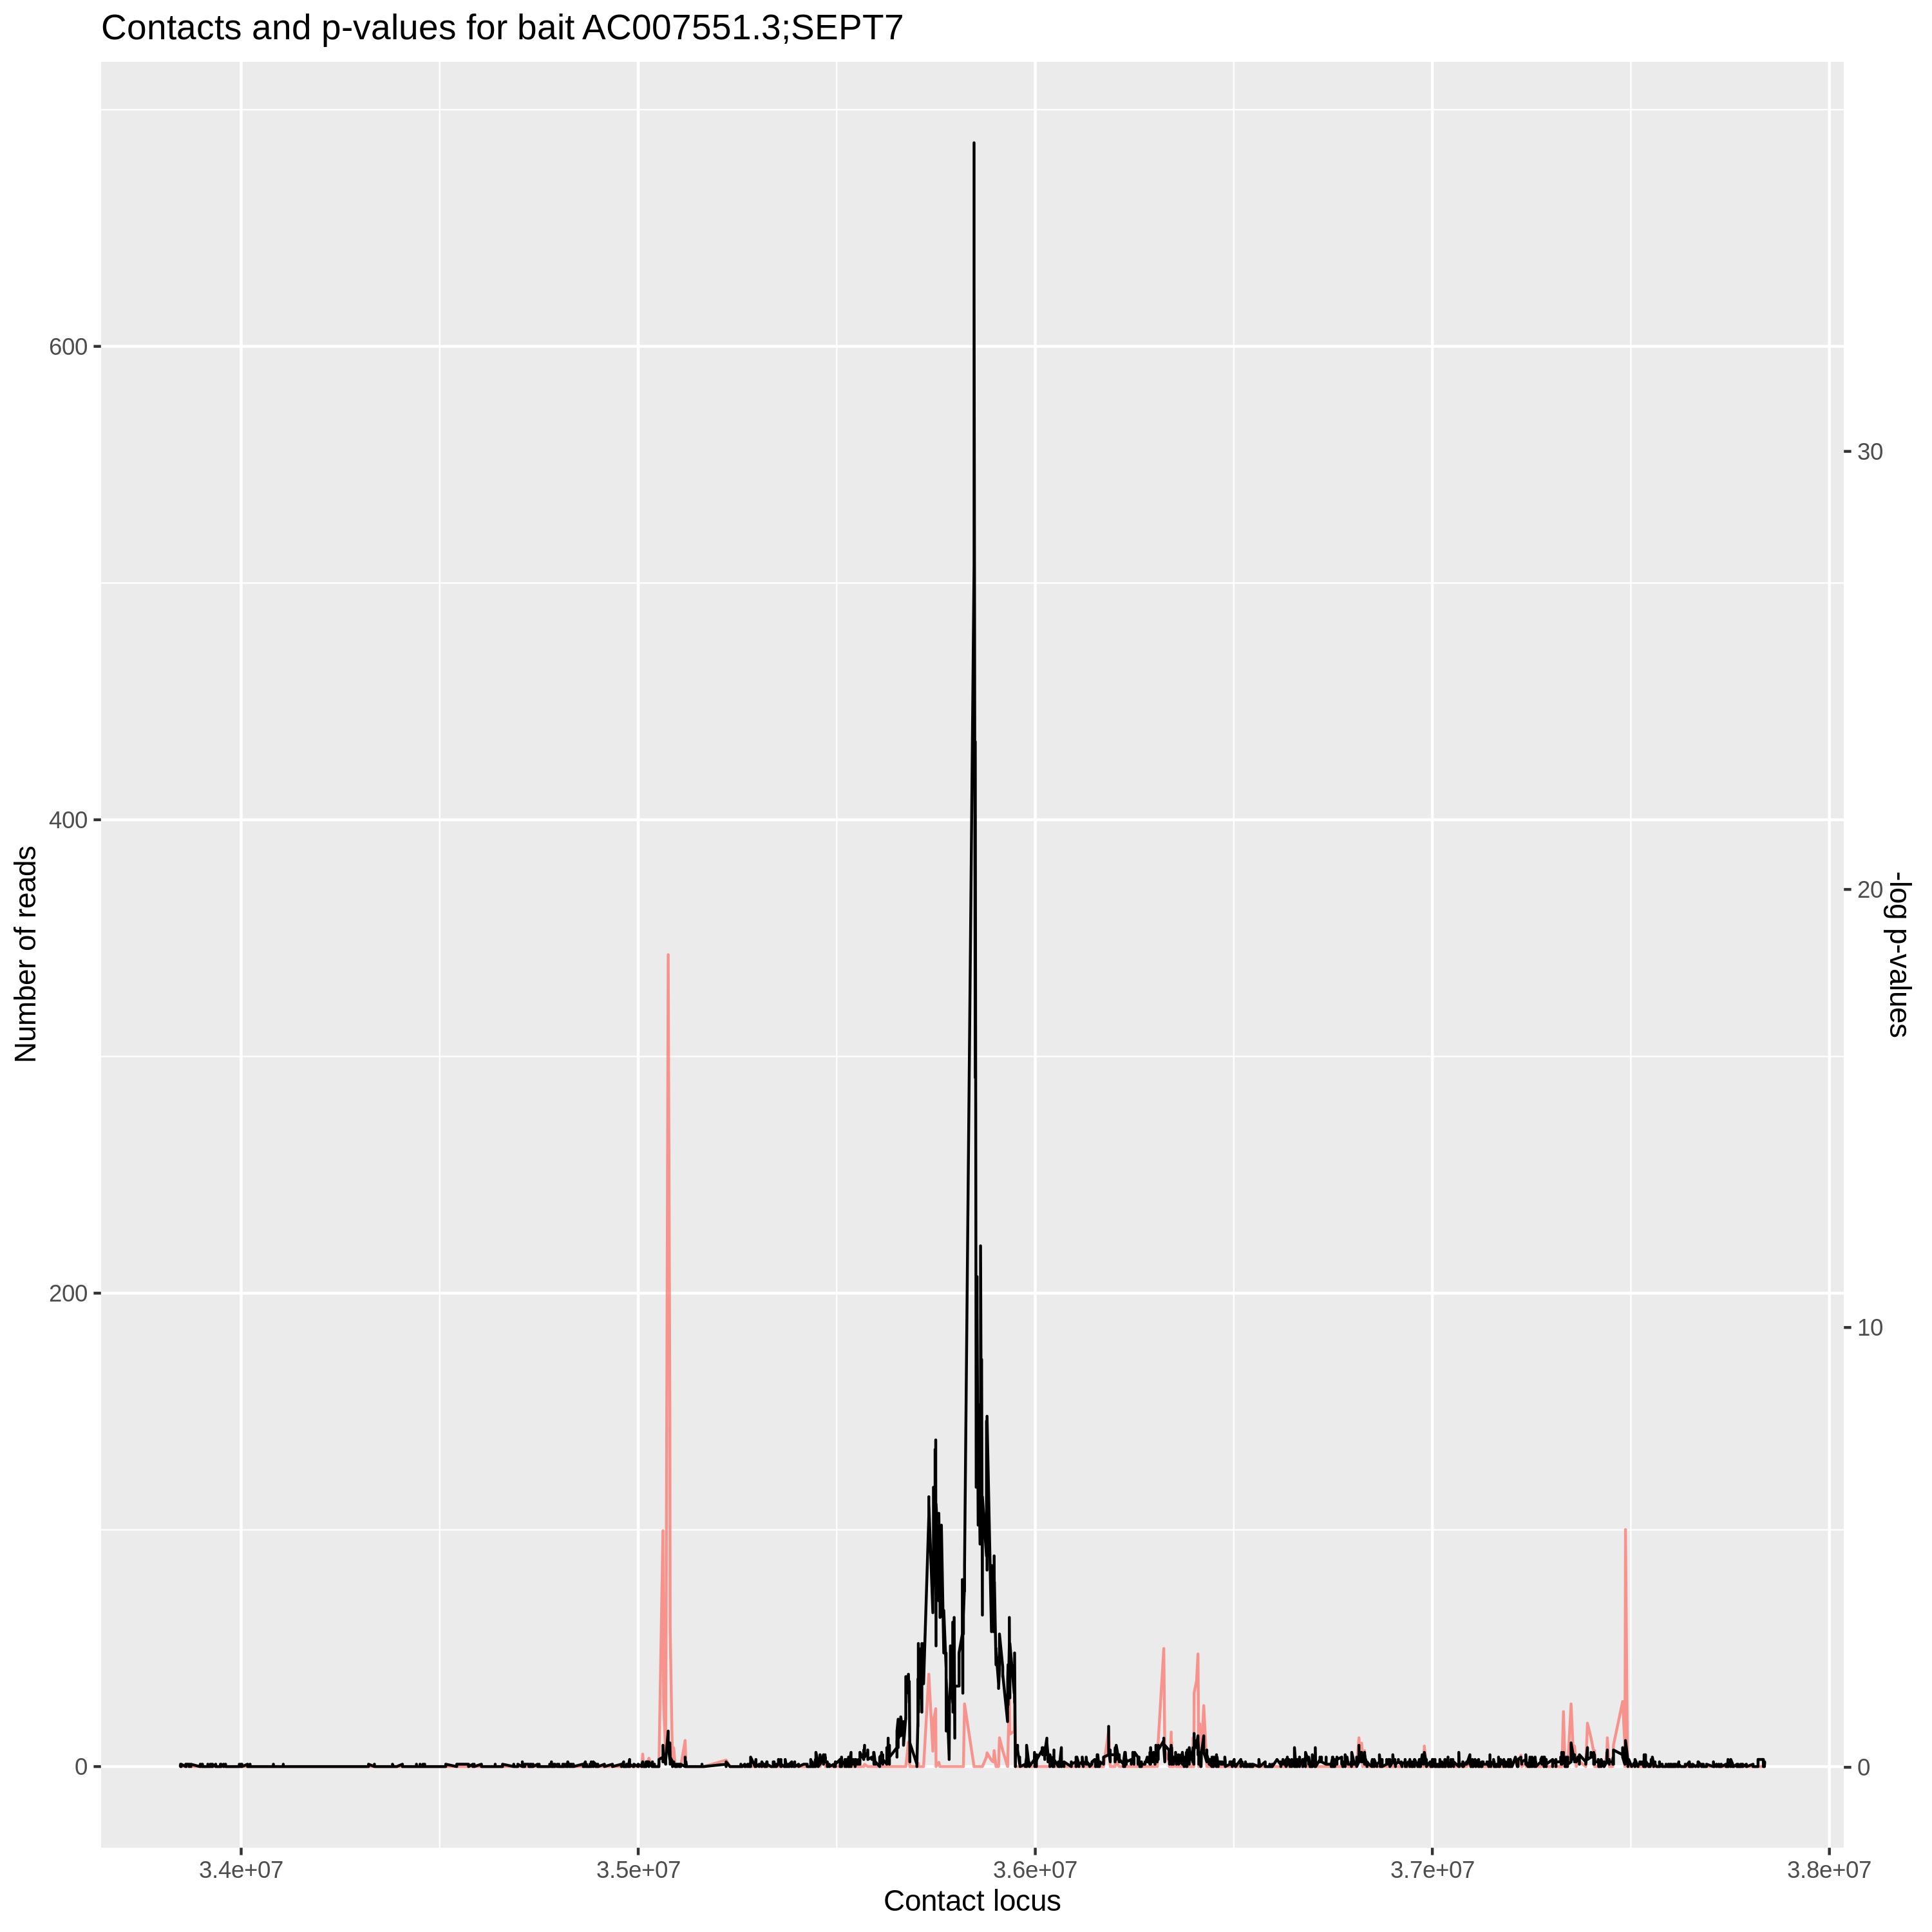 Contacts and p-values for bait AC007551.3;SEPT7
600
400
200
0
Number of reads
30
20
10
0
-log p-values
3.4e+07
3.5e+07
3.6e+07
3.7e+07
3.8e+07
Contact locus